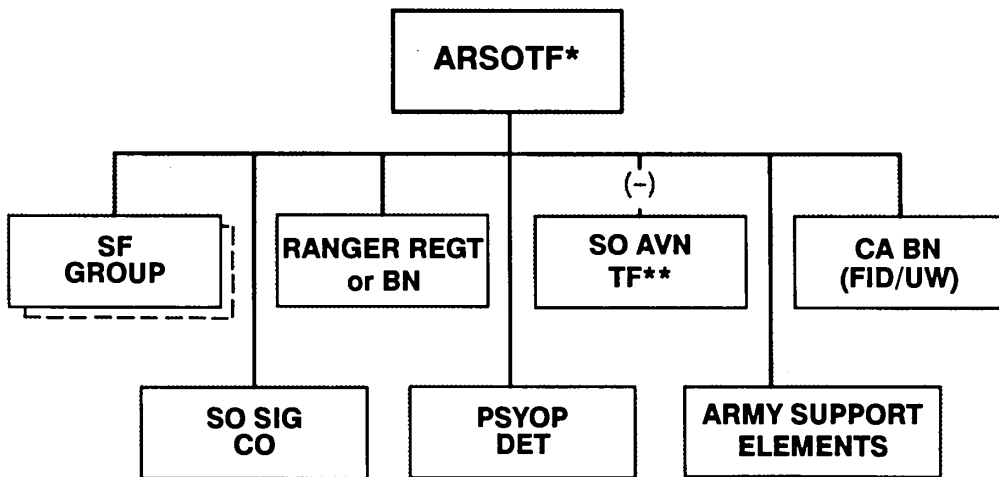 ARSOTF*
(-)
SF
GROUP
RANGER REGT
or BN
SO AVN
TF**
CA BN
(FID/UW)
SO SIG
CO
PSYOP
DET
ARMY SUPPORT
ELEMENTS